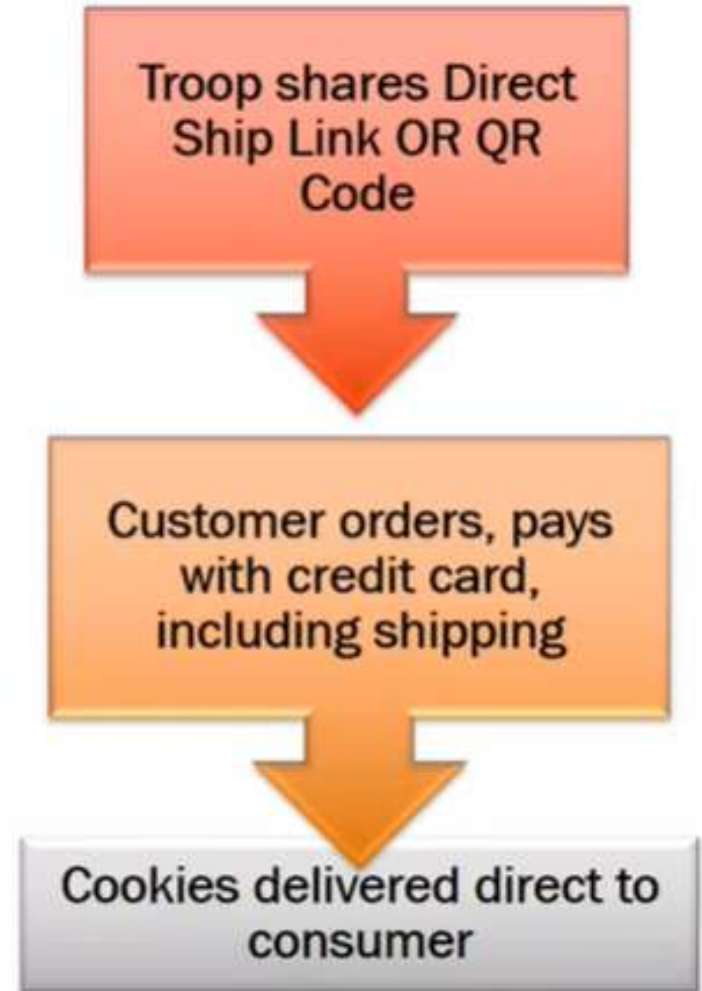 Troop shares Direct
Ship Link OR QR
Code
Customer orders, pays
with credit card,
including shipping
Cookies delivered direct to
consumer